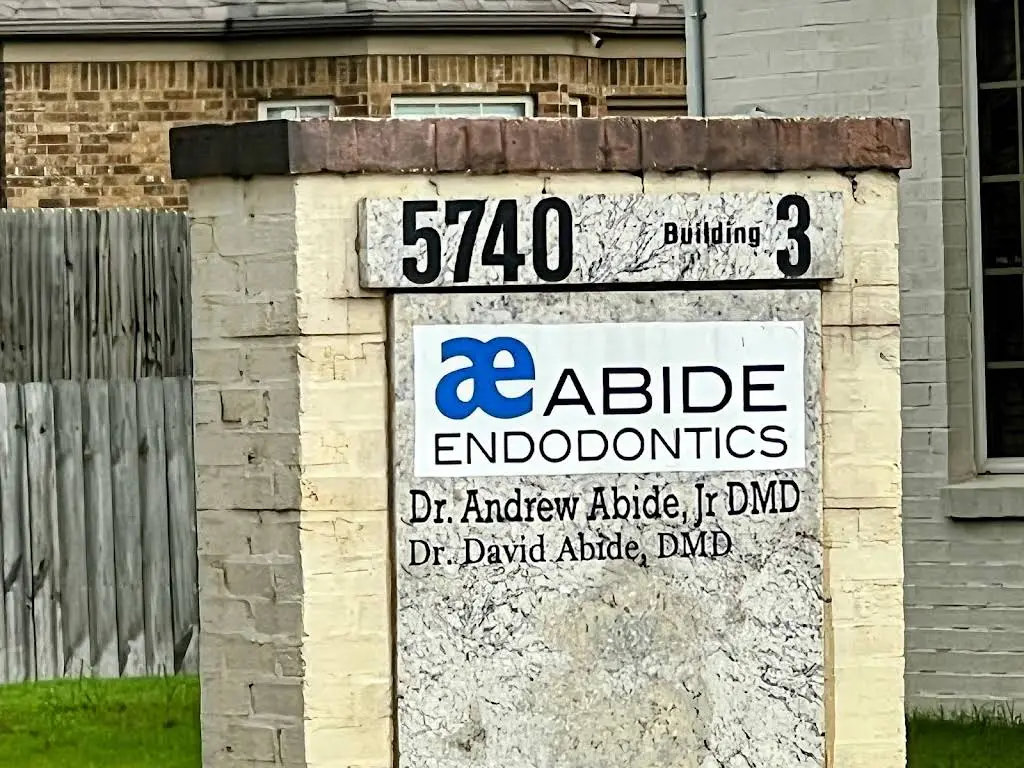 5740 Building 3
æ ABIDE
ENDODONTICS
Dr. Andrew Abide, Jr DMD
Dr. David Abide, DMD